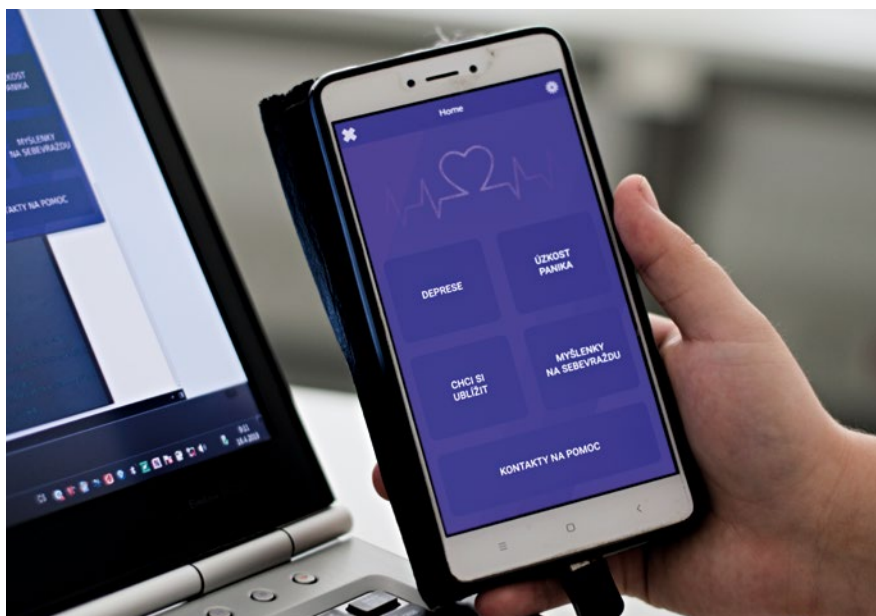 ÚZKOST
PANIKA
MYŠLENKY
NA SEBEVRAŽDU
KONTAKTY NA POMOC
Home
DEPRESE
ÚZKOST
PANIKA
CHCI SI
UBLÍŽIT
MYŠLENKY
NA SEBEVRAŽDU
KONTAKTY NA POMOC